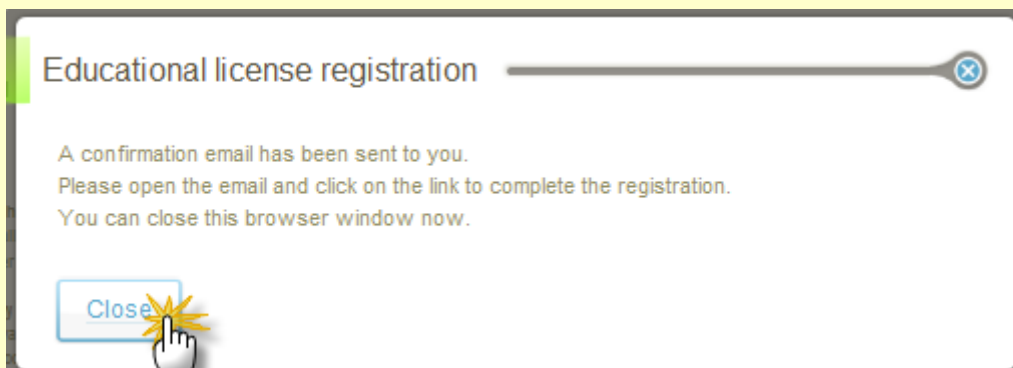 Educational license registration
A confirmation email has been sent to you.
Please open the email and click on the link to complete the registration.
You can close this browser window now.
Close